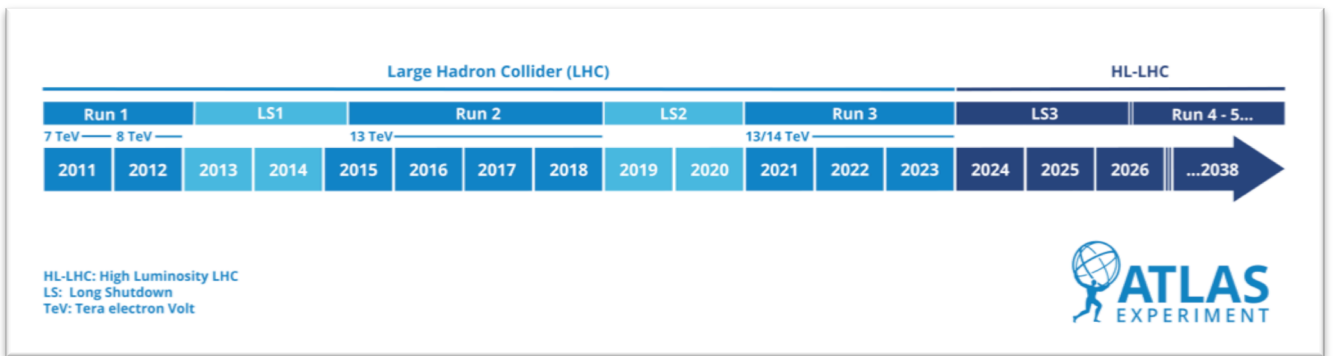 Large Hadron Collider (LHC) HL-LHC
Run 1 LS1 Run 2 LS2 Run 3 LS3 Run 4 - 5...
7 TeV 8 TeV 13 TeV 13/14 TeV
2011 2012 2013 2014 2015 2016 2017 2018 2019 2020 2021 2022 2023 2024 2025 2026 ...2038
HL-LHC: High Luminosity LHC
LS: Long Shutdown
TeV: Tera electron Volt
ATLAS
EXPERIMENT